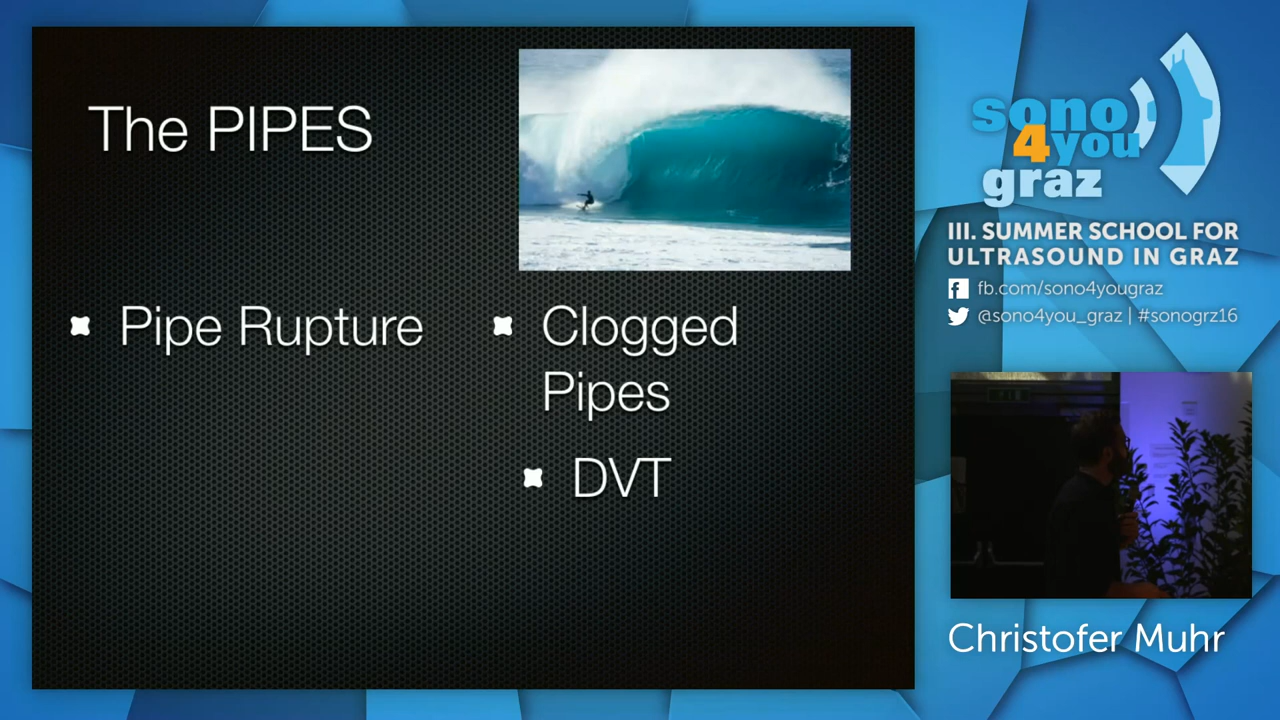 The PIPES
Pipe Rupture
Clogged
Pipes
DVT
sono
4you
graz
III. SUMMER SCHOOL FOR
ULTRASOUND IN GRAZ
fb.com/sono4yougraz
@sono4you_graz | #sonogrz16
Christofer Muhr